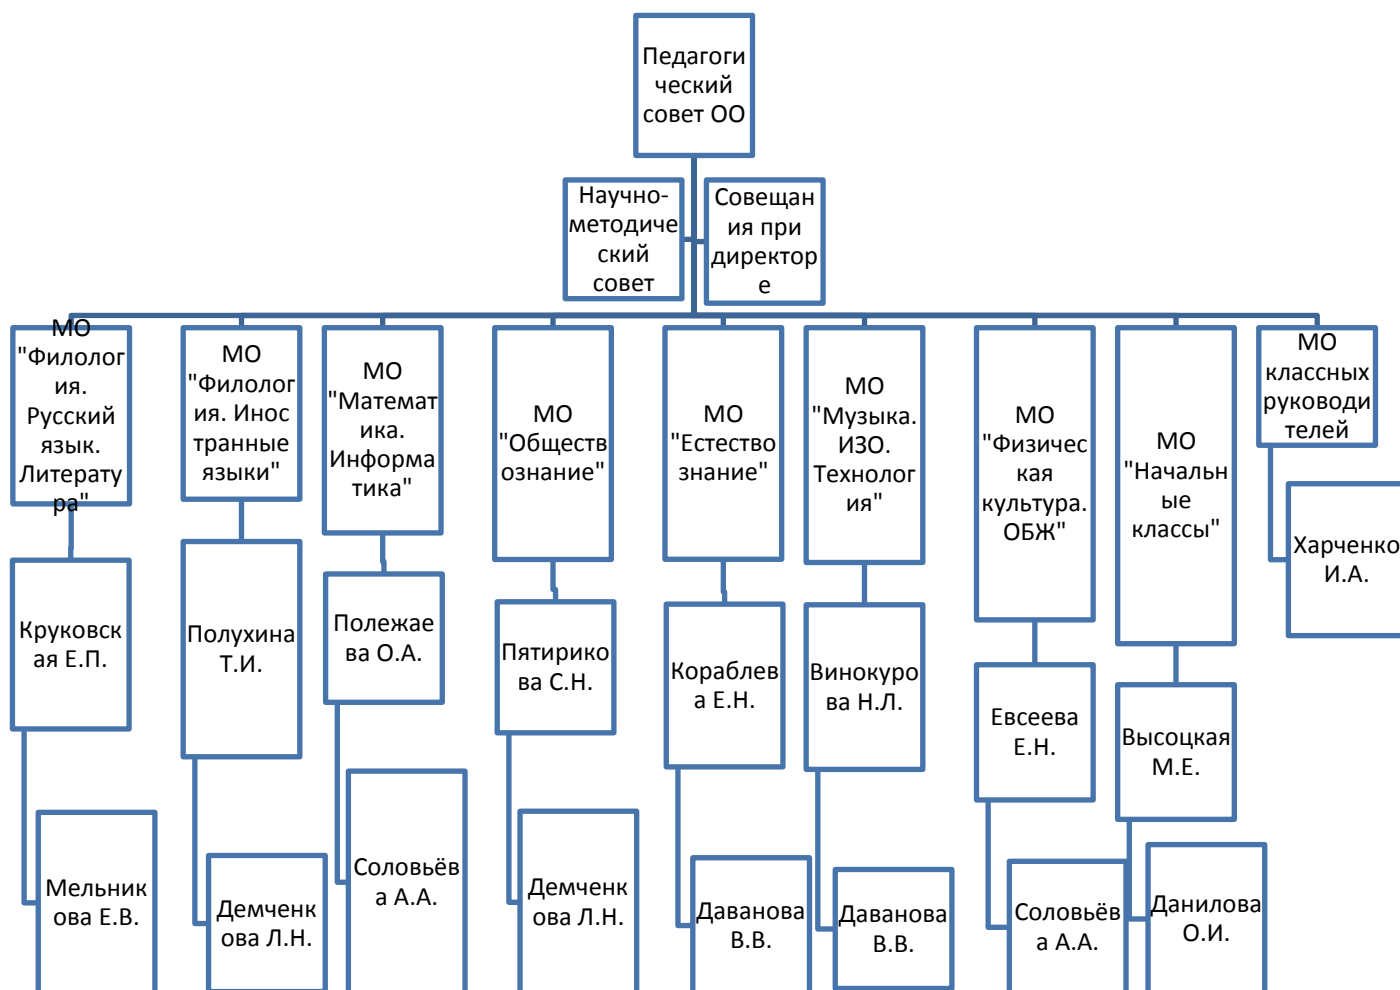 Педагоги
ческий
совет ОО
Научно-
методиче
ский
совет
Совещан
ия при
директор
е
МО
"Филолог
ия.
Русский
язык.
Литерату
ра"
МО
"Филолог
ия. Инос
транные
языки"
МО
"Математ
ика.
Информа
тика"
МО
"Обществ
ознание"
МО
"Естество
знание"
МО
"Музыка.
ИЗО.
Технолог
ия"
МО
"Физичес
кая
культура.
ОБЖ"
МО
"Начальн
ые
классы"
МО
классных
руководи
телей
Круковск
ая Е.П.
Полухина
Т.И.
Полежае
ва О.А.
Пятирико
ва С.Н.
Кораблев
а Е.Н.
Винокуро
ва Н.Л.
Евсеева
Е.Н.
Высоцкая
М.Е.
Харченко
И.А.
Мельник
ова Е.В.
Демченк
ова Л.Н.
Соловьёв
а А.А.
Демченк
ова Л.Н.
Даванова
В.В.
Даванова
В.В.
Соловьёв
а А.А.
Данилова
О.И.